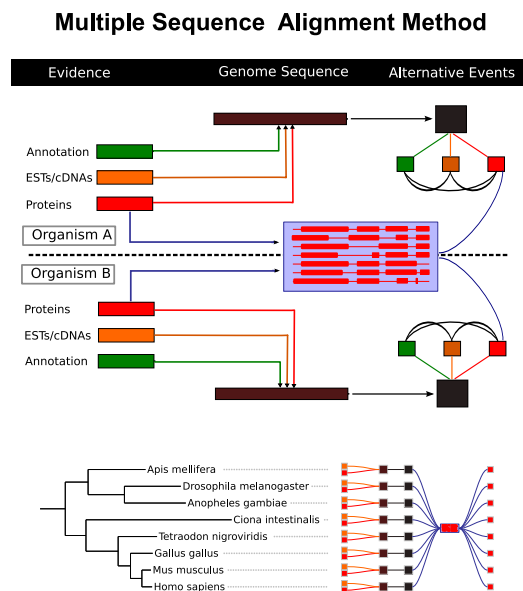 Multiple Sequence Alignment Method
Evidence Genome Sequence Alternative Events
Annotation
ESTs/cDNAs
Proteins
Organism A
Organism B
Proteins
ESTs/cDNAs
Annotation
Apis mellifera
Drosophila melanogaster
Anopheles gambiae
Ciona intestinalis
Tetraodon nigroviridis
Gallus gallus
Mus musculus
Homo sapiens